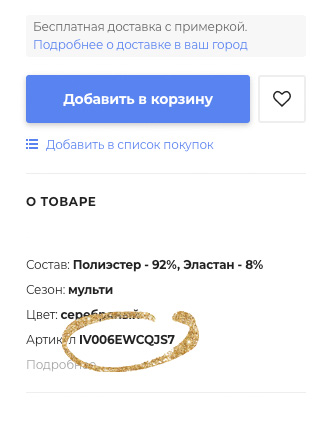 Бесплатная доставка с примеркой.
Подробнее о доставке в ваш город
Добавить в корзину
Добавить в список покупок
О ТОВАРЕ
Состав: Полиэстер - 92%, Эластан - 8%
Сезон: мульти
Цвет: серебряный
Артикул IV006EWCQJS7
Подробнее